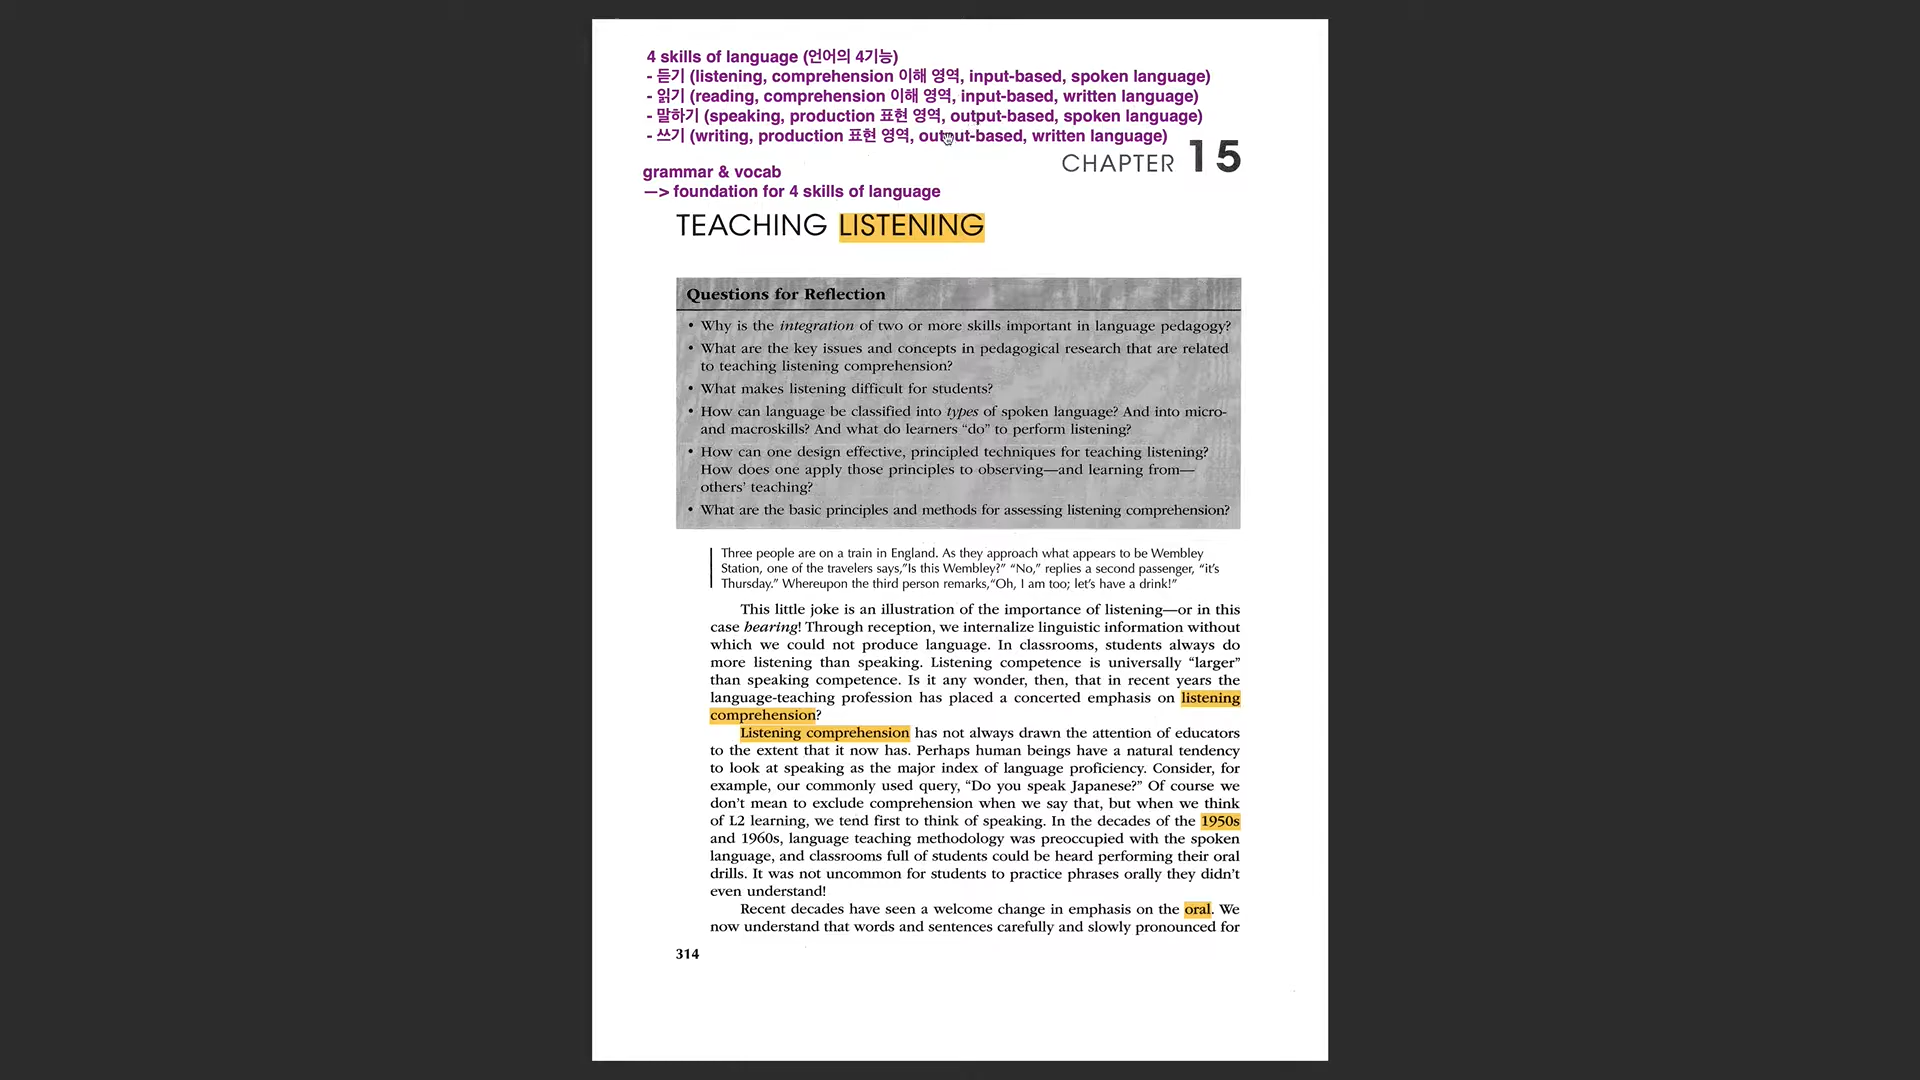 4 skills of language (언어의 4기능)
- 듣기 (listening, comprehension 이해 영역, input-based, spoken language)
- 읽기 (reading, comprehension 이해 영역, input-based, written language)
- 말하기 (speaking, production 표현 영역, output-based, spoken language)
- 쓰기 (writing, production 표현 영역, output-based, written language)
CHAPTER 15
grammar & vocab
—> foundation for 4 skills of language
TEACHING LISTENING
Questions for Reflection
• Why is the integration of two or more skills important in language pedagogy?
• What are the key issues and concepts in pedagogical research that are related
to teaching listening comprehension?
• What makes listening difficult for students?
• How can language be classified into types of spoken language? And into micro-
and macroskills? And what do learners “do” to perform listening?
• How can one design effective, principled techniques for teaching listening?
How does one apply those principles to observing—and learning from—
others’ teaching?
• What are the basic principles and methods for assessing listening comprehension?
Three people are on a train in England. As they approach what appears to be Wembley
Station, one of the travelers says,”Is this Wembley?” “No,” replies a second passenger, “it’s
Thursday.” Whereupon the third person remarks,“Oh, I am too; let’s have a drink!”
This little joke is an illustration of the importance of listening—or in this
case hearing! Through reception, we internalize linguistic information without
which we could not produce language. In classrooms, students always do
more listening than speaking. Listening competence is universally “larger”
than speaking competence. Is it any wonder, then, that in recent years the
language-teaching profession has placed a concerted emphasis on listening
comprehension?
Listening comprehension has not always drawn the attention of educators
to the extent that it now has. Perhaps human beings have a natural tendency
to look at speaking as the major index of language proficiency. Consider, for
example, our commonly used query, “Do you speak Japanese?” Of course we
don’t mean to exclude comprehension when we say that, but when we think
of L2 learning, we tend first to think of speaking. In the decades of the 1950s
and 1960s, language teaching methodology was preoccupied with the spoken
language, and classrooms full of students could be heard performing their oral
drills. It was not uncommon for students to practice phrases orally they didn’t
even understand!
Recent decades have seen a welcome change in emphasis on the oral. We
now understand that words and sentences carefully and slowly pronounced for
314